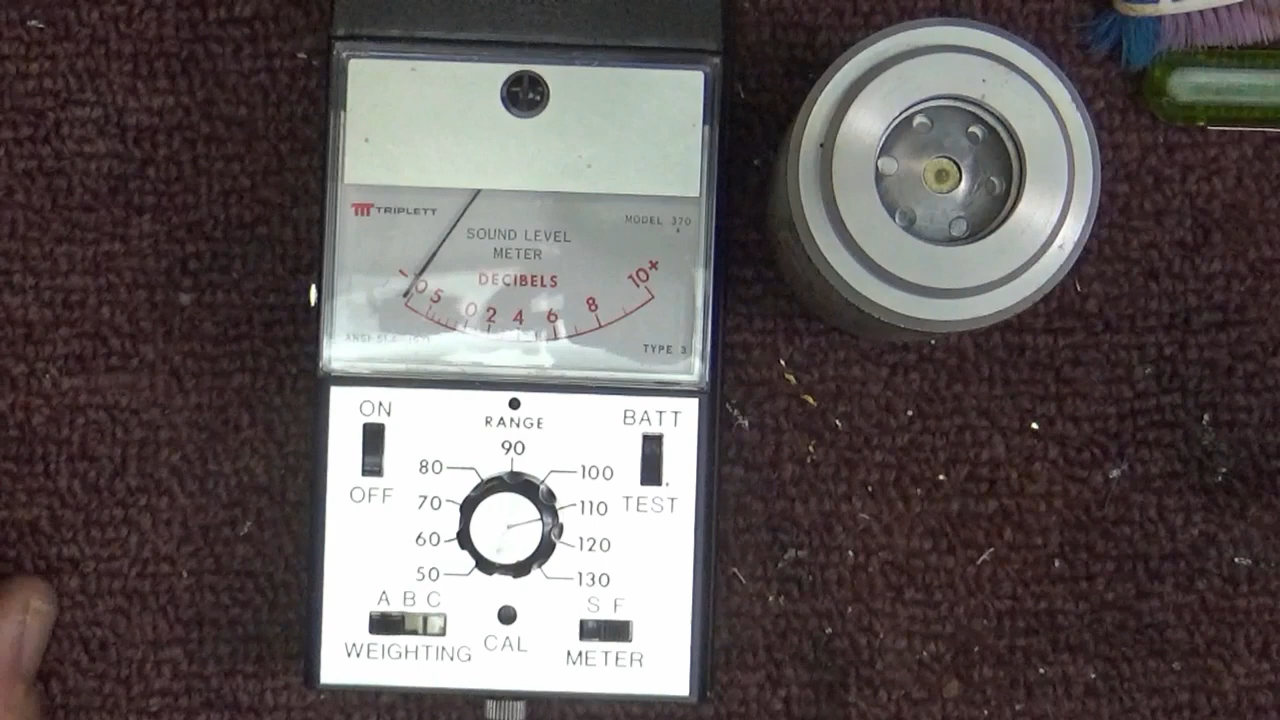 TRIPLETT
MODEL 370
SOUND LEVEL
METER
DECIBELS
10 5 0 2 4 6 8 10+
TYPE 3
ON
OFF
RANGE
90
80
100
70
110
60
120
50
130
BATT
TEST
A B C
WEIGHTING
CAL
S F
METER